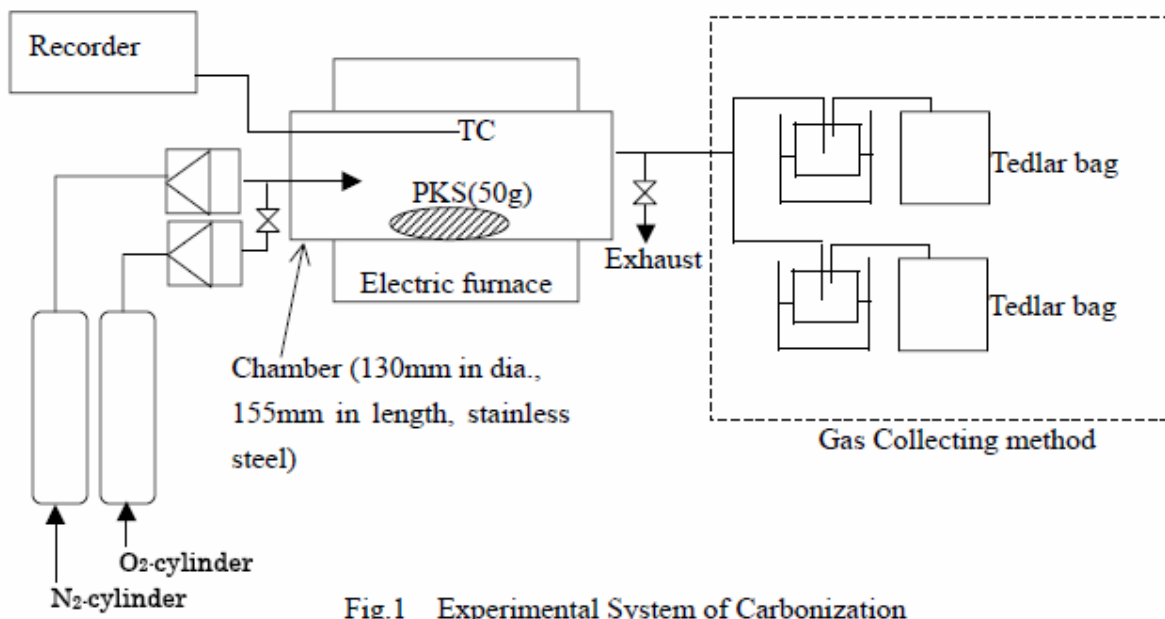 Recorder
TC
PKS(50g)
Electric furnace
Exhaust
Tedlar bag
Tedlar bag
Chamber (130mm in dia.,
155mm in length, stainless
steel)
Gas Collecting method
O2-cylinder
N2-cylinder
Fig.1 Experimental System of Carbonization